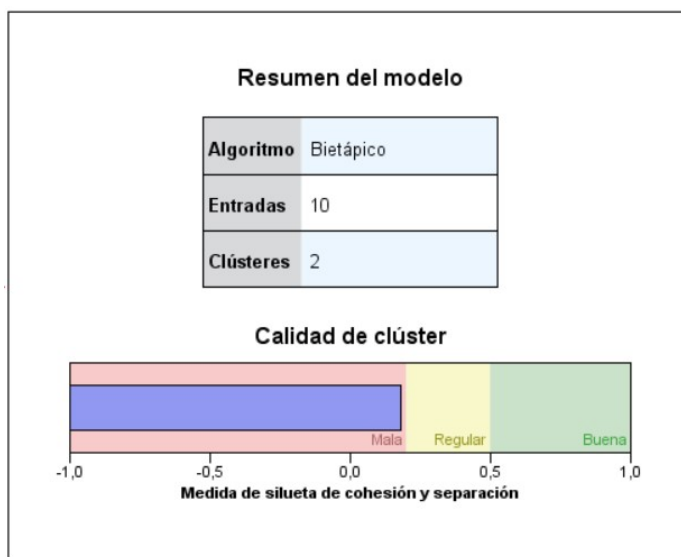 Resumen del modelo
Algoritmo Bietápico
Entradas 10
Clústeres 2
Calidad de clúster
Mala Regular Buena
-1,0 -0,5 0,0 0,5 1,0
Medida de silueta de cohesión y separación